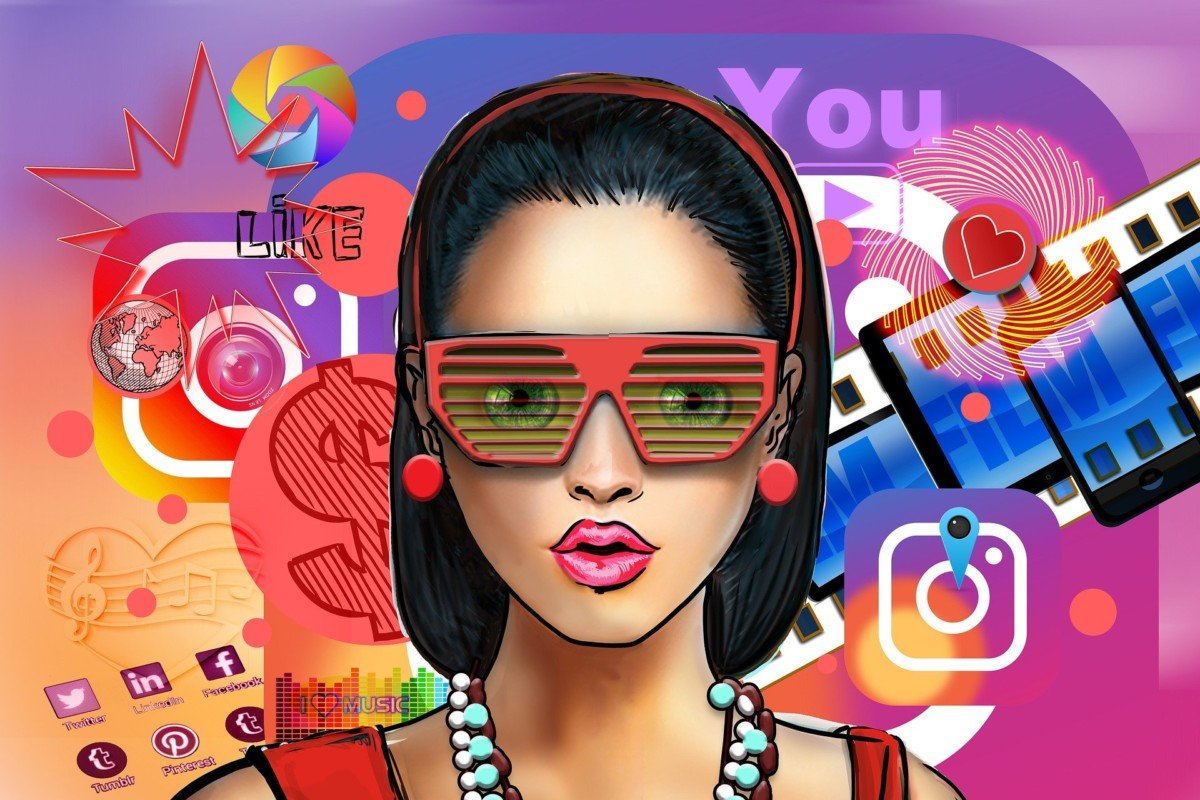 You
LiKE
$
FiLM
I ♥ MUSIC
Twitter
LinkedIn
Facebook
Tumblr
Pinterest